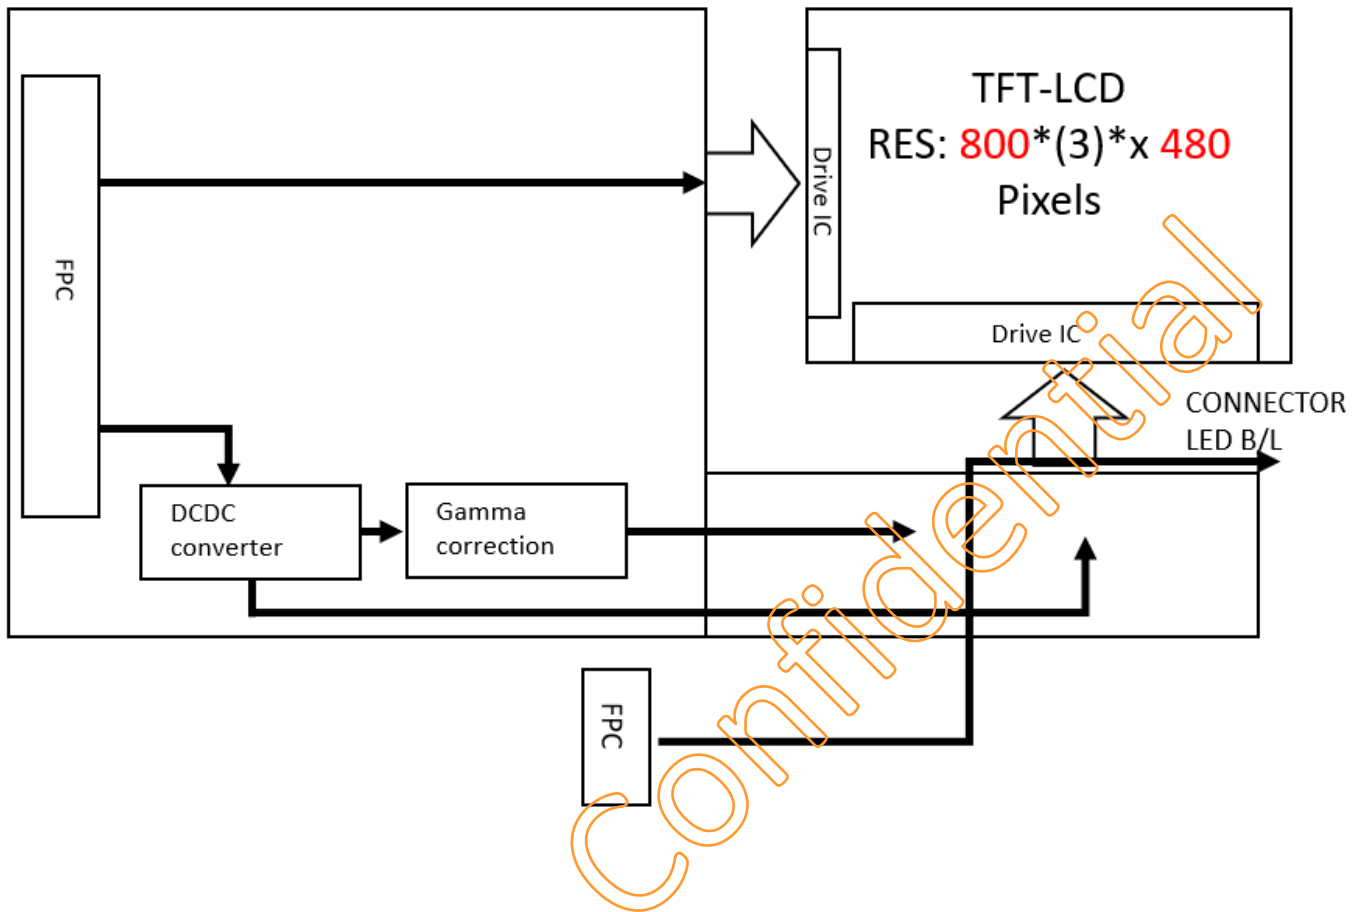 TFT-LCD
RES: 800*(3)*x 480
Pixels
Drive IC
FPC
Drive IC
CONNECTOR
LED B/L
DCDC
converter
Gamma
correction
FPC
Confidential